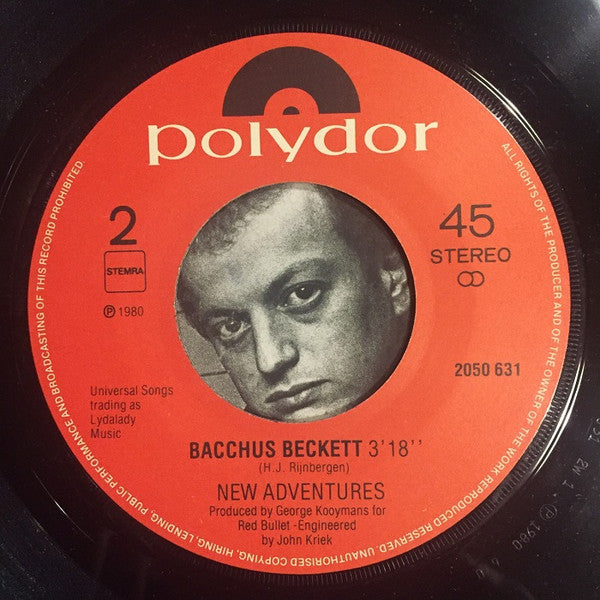 polydor
2
45
STEREO
STEMRA
℗ 1980
2050 631
Universal Songs
trading as
Lydalady
Music
BACCHUS BECKETT 3'18''
(H.J. Rijnbergen)
NEW ADVENTURES
Produced by George Kooymans for
Red Bullet -Engineered
by John Kriek
ALL RIGHTS OF THE PRODUCER AND OF THE OWNER OF THE WORK REPRODUCED RESERVED. UNAUTHORISED COPYING, HIRING, LENDING, PUBLIC PERFORMANCE AND BROADCASTING OF THIS RECORD PROHIBITED.
2W 1
℗ 1980